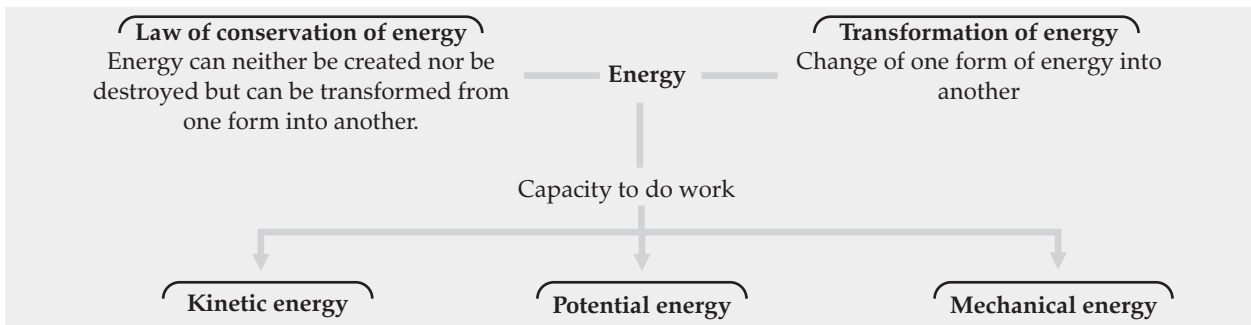 Law of conservation of energy
Energy can neither be created nor be
destroyed but can be transformed from
one form into another.
Energy
Transformation of energy
Change of one form of energy into
another
Capacity to do work
Kinetic energy
Potential energy
Mechanical energy